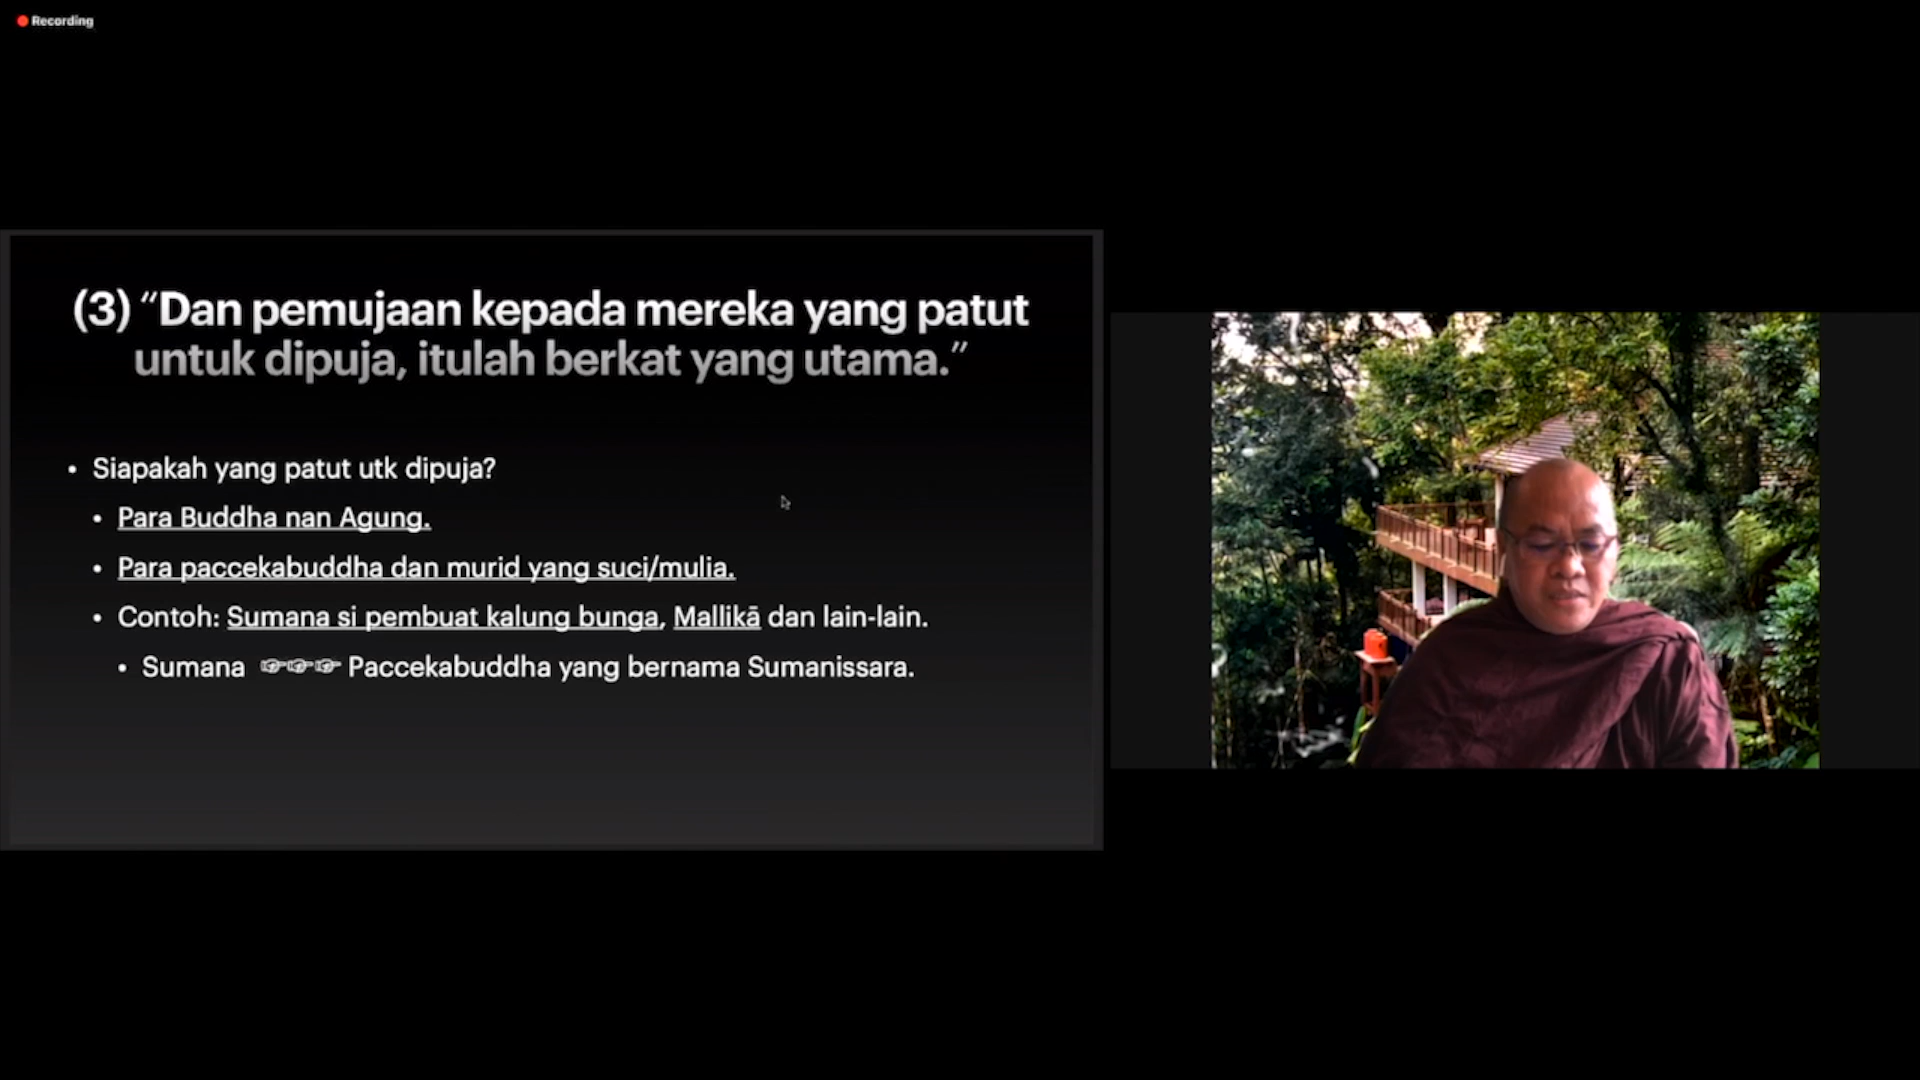 Recording
(3) “Dan pemujaan kepada mereka yang patut
untuk dipuja, itulah berkat yang utama.”
• Siapakah yang patut utk dipuja?
• Para Buddha nan Agung.
• Para paccekabuddha dan murid yang suci/mulia.
• Contoh: Sumana si pembuat kalung bunga, Mallikā dan lain-lain.
• Sumana ☞☞☞ Paccekabuddha yang bernama Sumanissara.